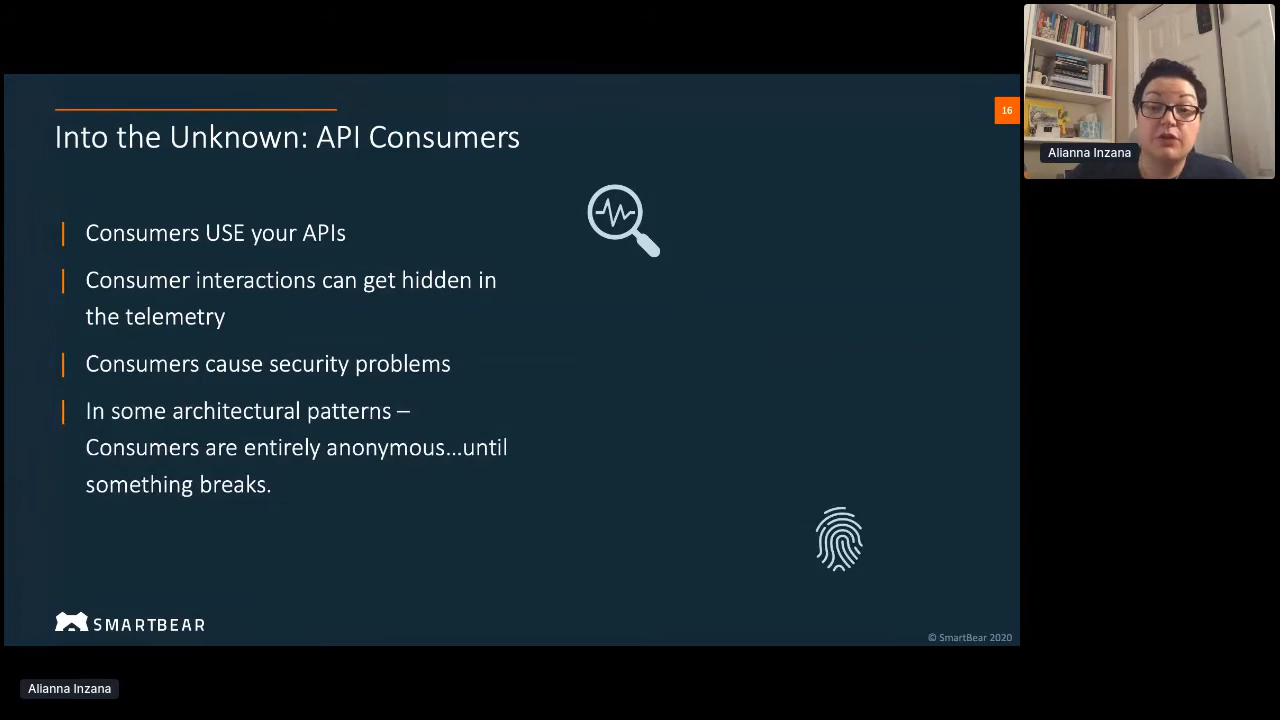 16
Into the Unknown: API Consumers
Consumers USE your APIs
Consumer interactions can get hidden in
the telemetry
Consumers cause security problems
In some architectural patterns –
Consumers are entirely anonymous...until
something breaks.
SMARTBEAR
© SmartBear 2020
Alianna Inzana
Alianna Inzana